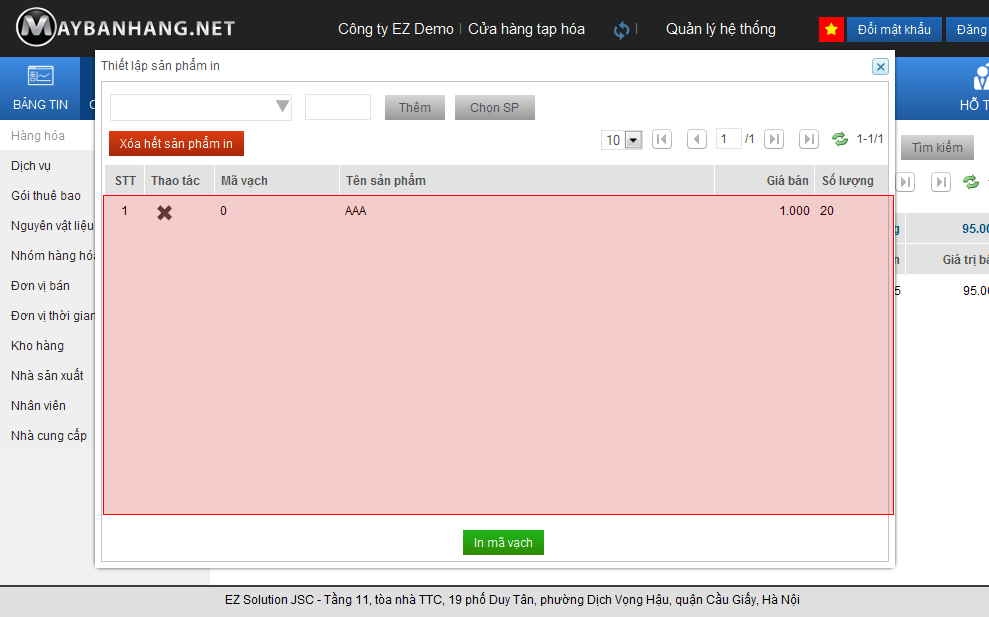 MAYBANHANG.NET
Công ty EZ Demo | Cửa hàng tạp hóa
Quản lý hệ thống
Đổi mật khẩu
Đăng
BẢNG TIN
HỖ T
Thiết lập sản phẩm in
Thêm
Chọn SP
Xóa hết sản phẩm in
10
1 /1
1-1/1
STT Thao tác Mã vạch Tên sản phẩm Giá bán Số lượng
1 0 AAA 1.000 20
In mã vạch
Hàng hóa
Dịch vụ
Gói thuê bao
Nguyên vật liệu
Nhóm hàng hóa
Đơn vị bán
Đơn vị thời gian
Kho hàng
Nhà sản xuất
Nhân viên
Nhà cung cấp
Tìm kiếm
95.00
Giá trị bá
5 95.00
EZ Solution JSC - Tầng 11, tòa nhà TTC, 19 phố Duy Tân, phường Dịch Vọng Hậu, quận Cầu Giấy, Hà Nội